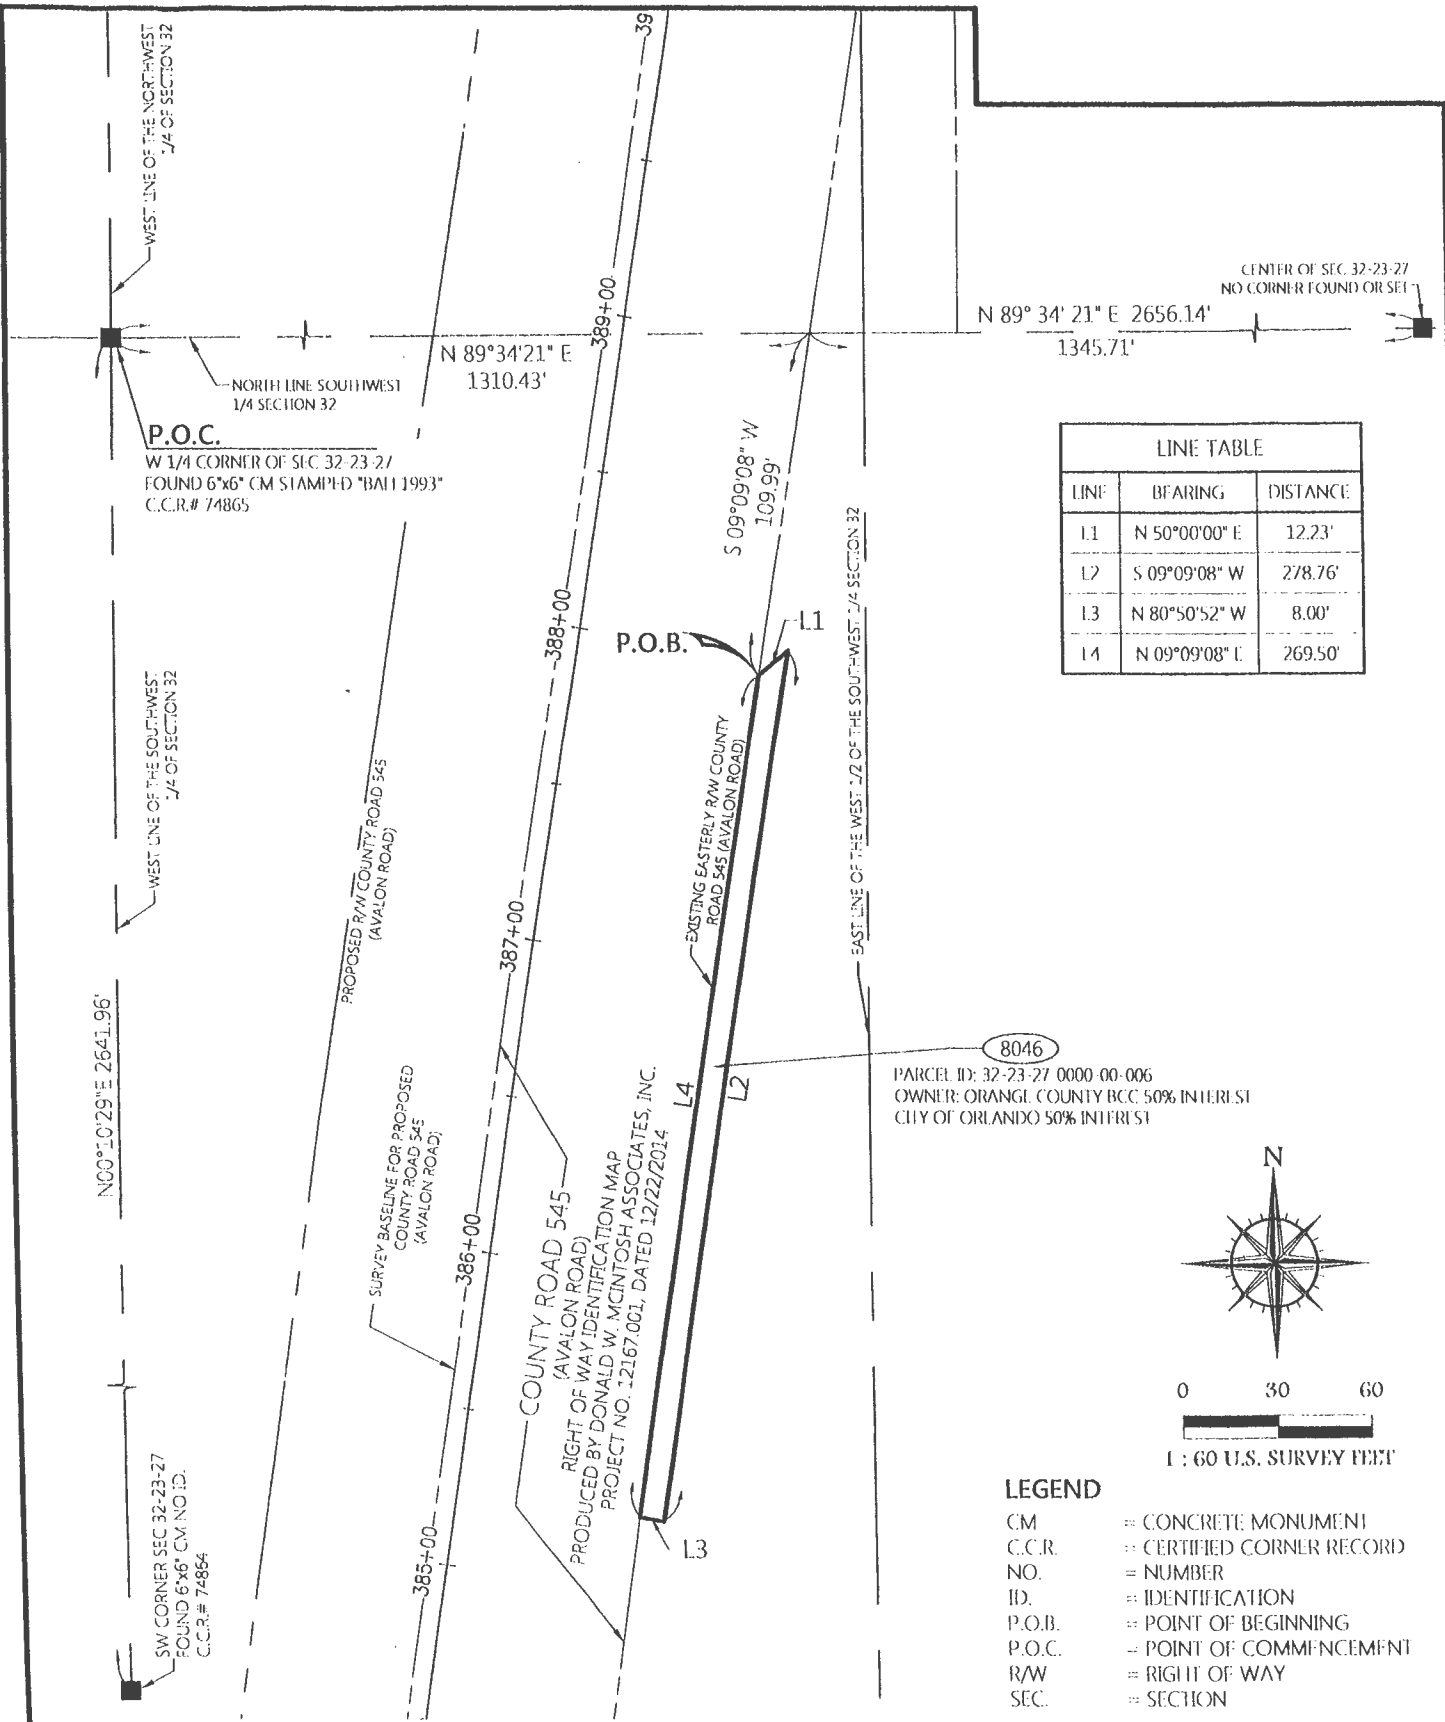 WEST LINE OF THE NORTHWEST
1/4 OF SECTION 32
39
CENTER OF SEC 32-23-27
NO CORNER FOUND OR SET
N 89° 34' 21" E 2656.14'
1345.71'
N 89°34'21" E
1310.43'
389+00
NORTH LINE SOUTHWEST
1/4 SECTION 32
P.O.C.
W 1/4 CORNER OF SEC 32-23-27
FOUND 6"x6" CM STAMPED "BALL 1993"
C.C.R.# 74865
S 09°09'08" W
109.99'
LINE TABLE
LINE BEARING DISTANCE
L1 N 50°00'00" E 12.23'
L2 S 09°09'08" W 278.76'
L3 N 80°50'52" W 8.00'
L4 N 09°09'08" E 269.50'
EAST LINE OF THE WEST 1/2 OF THE SOUTHWEST 1/4 SECTION 32
388+00
P.O.B.
L1
WEST LINE OF THE SOUTHWEST
1/4 OF SECTION 32
PROPOSED R/W COUNTY ROAD 545
(AVALON ROAD)
EXISTING EASTERLY R/W COUNTY
ROAD 545 (AVALON ROAD)
387+00
N00°10'29"E 2641.96'
8046
PARCEL ID: 32-23-27 0000-00-006
OWNER: ORANGE COUNTY BCC 50% INTEREST
CITY OF ORLANDO 50% INTEREST
L4
L2
SURVEY BASELINE FOR PROPOSED
COUNTY ROAD 545
(AVALON ROAD)
386+00
COUNTY ROAD 545
(AVALON ROAD)
RIGHT OF WAY IDENTIFICATION MAP
PRODUCED BY DONALD W. MCINTOSH ASSOCIATES, INC.
PROJECT NO. 12167.001, DATED 12/22/2014
N
0 30 60
1 : 60 U.S. SURVEY FEET
L3
385+00
SW CORNER SEC 32-23-27
FOUND 6"x6" CM NO ID.
C.C.R.# 74864
LEGEND
CM = CONCRETE MONUMENT
C.C.R. = CERTIFIED CORNER RECORD
NO. = NUMBER
ID. = IDENTIFICATION
P.O.B. = POINT OF BEGINNING
P.O.C. = POINT OF COMMENCEMENT
R/W = RIGHT OF WAY
SEC. = SECTION